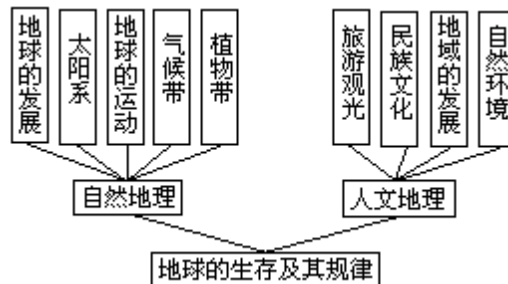 地球的发展
太阳系
地球的运动
气候带
植物带
旅游观光
民族文化
地域的发展
自然环境
自然地理
人文地理
地球的生存及其规律